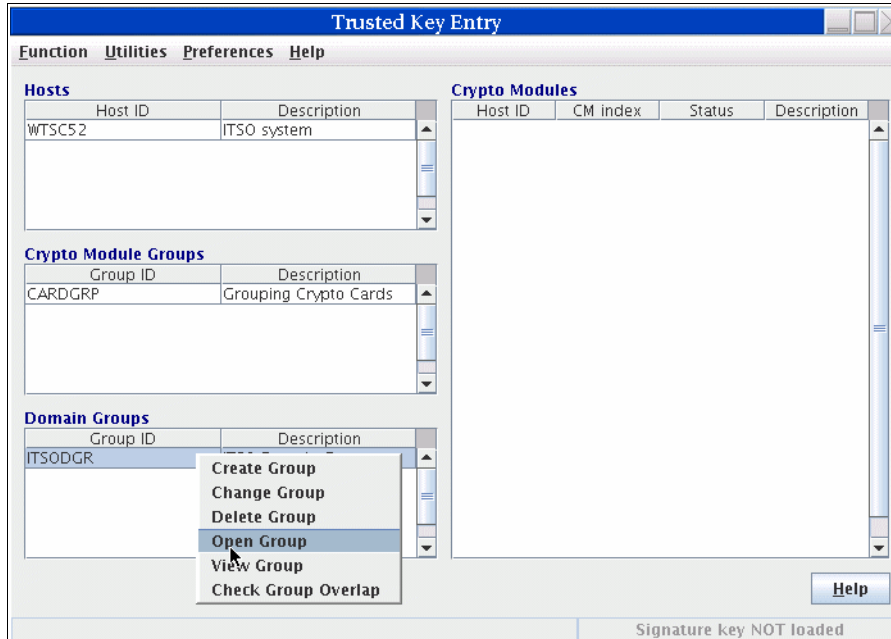 Trusted Key Entry
Function Utilities Preferences Help
Hosts
Host ID Description
WTSC52 ITSO system
Crypto Module Groups
Group ID Description
CARDGRP Grouping Crypto Cards
Domain Groups
Group ID Description
ITSODGR
Create Group
Change Group
Delete Group
Open Group
View Group
Check Group Overlap
Crypto Modules
Host ID CM index Status Description
Help
Signature key NOT loaded